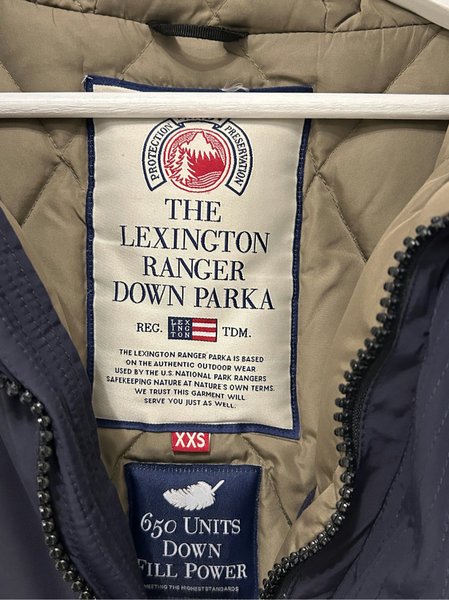 PROTECTION PRESERVATION
THE
LEXINGTON
RANGER
DOWN PARKA
REG. LEX ING TON TDM.
THE LEXINGTON RANGER PARKA IS BASED
ON THE AUTHENTIC OUTDOOR WEAR
USED BY THE U.S. NATIONAL PARK RANGERS
SAFEKEEPING NATURE AT NATURE'S OWN TERMS.
WE TRUST THIS GARMENT WILL
SERVE YOU JUST AS WELL.
XXS
650 UNITS
DOWN
FILL POWER
MEETING THE HIGHEST STANDARDS